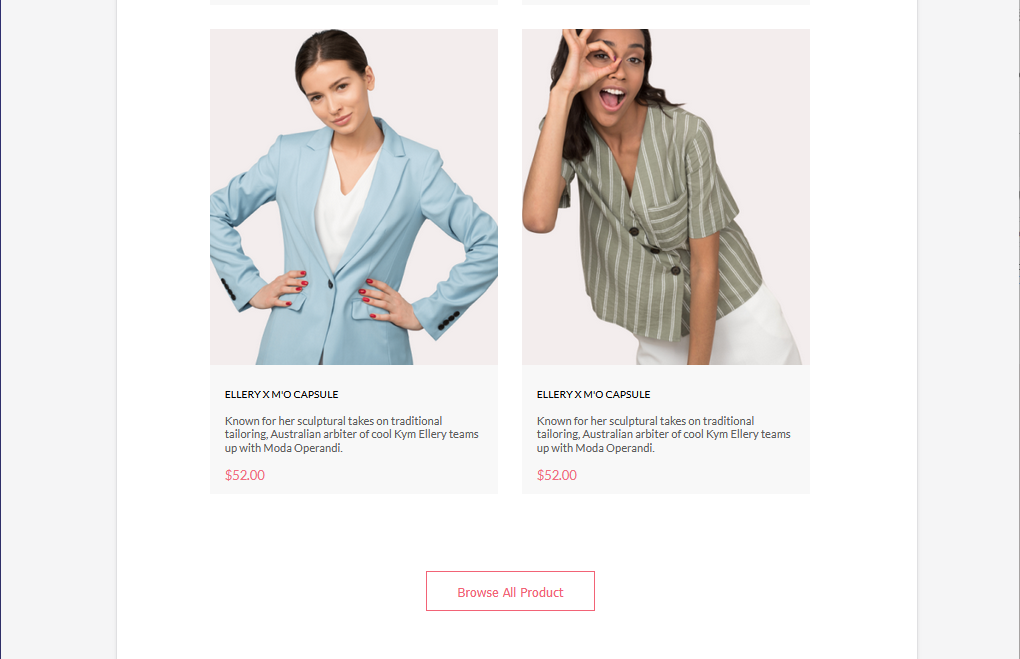 ELLERY X M'O CAPSULE
Known for her sculptural takes on traditional
tailoring, Australian arbiter of cool Kym Ellery teams
up with Moda Operandi.
$52.00
ELLERY X M'O CAPSULE
Known for her sculptural takes on traditional
tailoring, Australian arbiter of cool Kym Ellery teams
up with Moda Operandi.
$52.00
Browse All Product